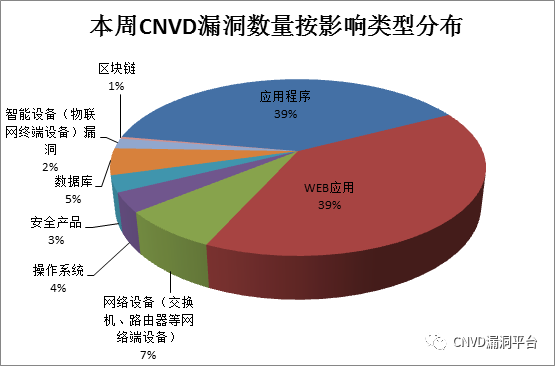 本周CNVD漏洞数量按影响类型分布
区块链
1%
应用程序
39%
智能设备（物联
网终端设备）漏
洞
2%
WEB应用
39%
数据库
5%
安全产品
3%
操作系统
4%
网络设备（交换
机、路由器等网
络端设备）
7%
CNVD漏洞平台